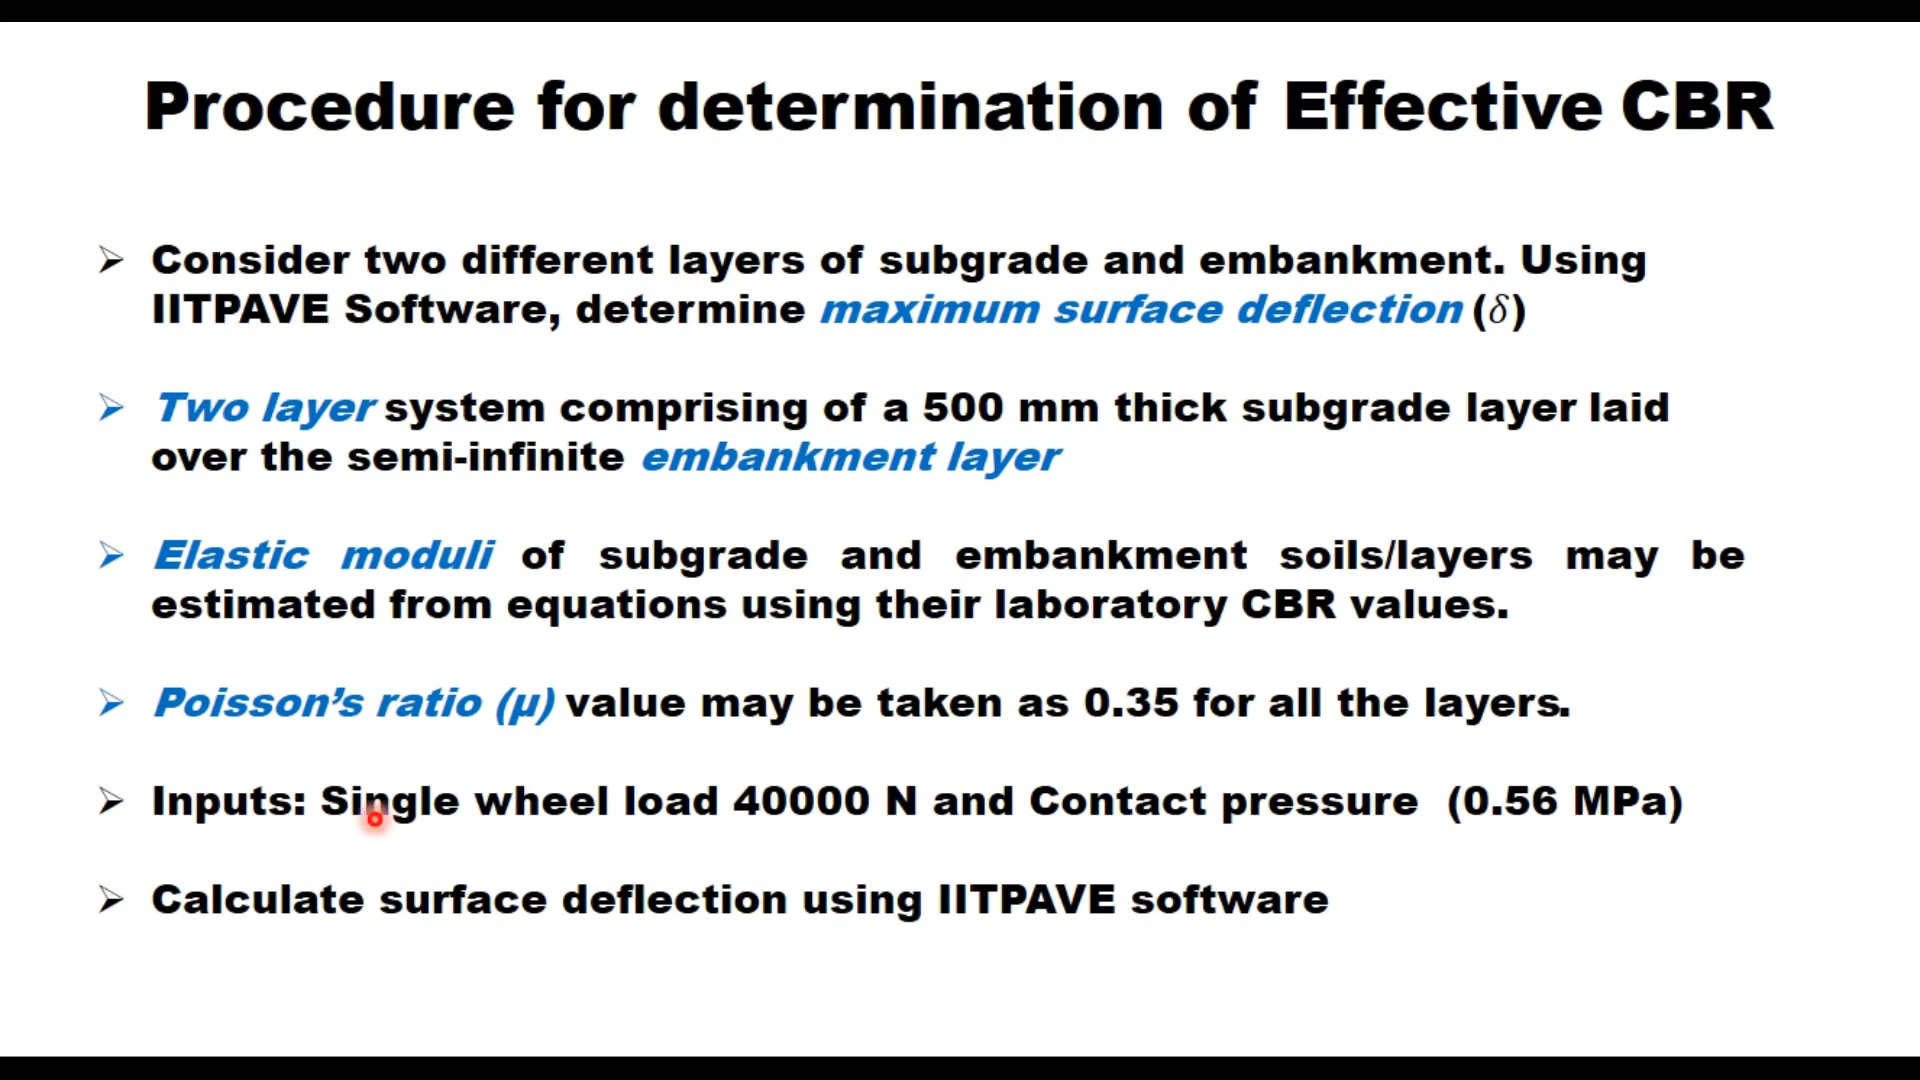 Procedure for determination of Effective CBR
➢ Consider two different layers of subgrade and embankment. Using
IITPAVE Software, determine maximum surface deflection (δ)
➢ Two layer system comprising of a 500 mm thick subgrade layer laid
over the semi-infinite embankment layer
➢ Elastic moduli of subgrade and embankment soils/layers may be
estimated from equations using their laboratory CBR values.
➢ Poisson’s ratio (μ) value may be taken as 0.35 for all the layers.
➢ Inputs: Single wheel load 40000 N and Contact pressure (0.56 MPa)
➢ Calculate surface deflection using IITPAVE software